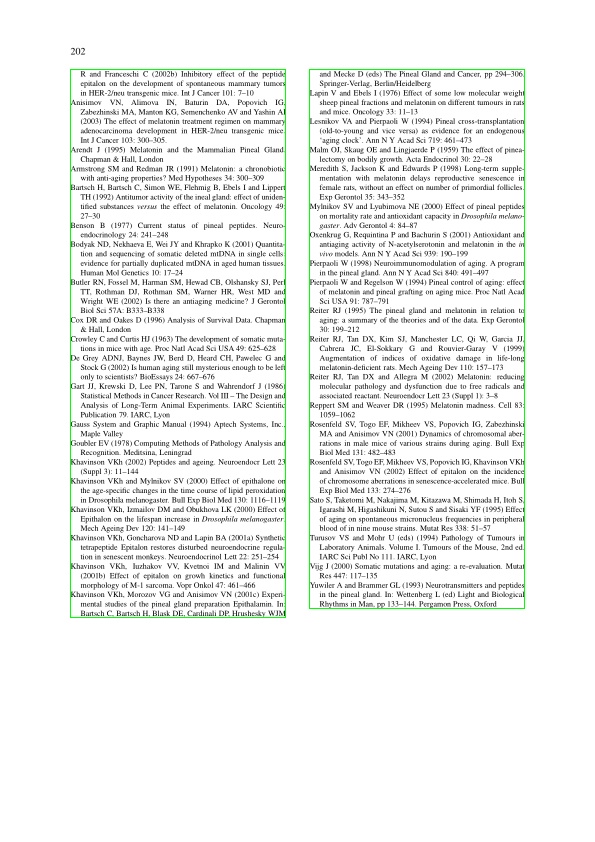 202
R and Franceschi C (2002b) Inhibitory effect of the peptide
epitalon on the development of spontaneous mammary tumors
in HER-2/neu transgenic mice. Int J Cancer 101: 7–10
Anisimov VN, Alimova IN, Baturin DA, Popovich IG,
Zabezhinski MA, Manton KG, Semenchenko AV and Yashin AI
(2003) The effect of melatonin treatment regimen on mammary
adenocarcinoma development in HER-2/neu transgenic mice.
Int J Cancer 103: 300–305.
Arendt J (1995) Melatonin and the Mammalian Pineal Gland.
Chapman & Hall, London
Armstrong SM and Redman JR (1991) Melatonin: a chronobiotic
with anti-aging properties? Med Hypotheses 34: 300–309
Bartsch H, Bartsch C, Simon WE, Flehmig B, Ebels I and Lippert
TH (1992) Antitumor activity of the ineal gland: effect of uniden-
tified substances versus the effect of melatonin. Oncology 49:
27–30
Benson B (1977) Current status of pineal peptides. Neuro-
endocrinology 24: 241–248
Bodyak ND, Nekhaeva E, Wei JY and Khrapko K (2001) Quantita-
tion and sequencing of somatic deleted mtDNA in single cells:
evidence for partially duplicated mtDNA in aged human tissues.
Human Mol Genetics 10: 17–24
Butler RN, Fossel M, Harman SM, Hewad CB, Olshansky SJ, Perl
TT, Rothman DJ, Rothman SM, Warner HR, West MD and
Wright WE (2002) Is there an antiaging medicine? J Gerontol
Biol Sci 57A: B333–B338
Cox DR and Oakes D (1996) Analysis of Survival Data. Chapman
& Hall, London
Crowley C and Curtis HJ (1963) The development of somatic muta-
tions in mice with age. Proc Natl Acad Sci USA 49: 625–628
De Grey ADNJ, Baynes JW, Berd D, Heard CH, Pawelec G and
Stock G (2002) Is human aging still mysterious enough to be left
only to scientists? BioEssays 24: 667–676
Gart JJ, Krewski D, Lee PN, Tarone S and Wahrendorf J (1986)
Statistical Methods in Cancer Research. Vol III – The Design and
Analysis of Long-Term Animal Experiments. IARC Scientific
Publication 79. IARC, Lyon
Gauss System and Graphic Manual (1994) Aptech Systems, Inc.,
Maple Valley
Goubler EV (1978) Computing Methods of Pathology Analysis and
Recognition. Meditsina, Leningrad
Khavinson VKh (2002) Peptides and ageing. Neuroendocr Lett 23
(Suppl 3): 11–144
Khavinson VKh and Mylnikov SV (2000) Effect of epithalone on
the age-specific changes in the time course of lipid peroxidation
in Drosophila melanogaster. Bull Exp Biol Med 130: 1116–1119
Khavinson VKh, Izmailov DM and Obukhova LK (2000) Effect of
Epithalon on the lifespan increase in Drosophila melanogaster.
Mech Ageing Dev 120: 141–149
Khavinson VKh, Goncharova ND and Lapin BA (2001a) Synthetic
tetrapeptide Epitalon restores disturbed neuroendocrine regula-
tion in senescent monkeys. Neuroendocrinol Lett 22: 251–254
Khavinson VKh, Iuzhakov VV, Kvetnoi IM and Malinin VV
(2001b) Effect of epitalon on growth kinetics and functional
morphology of M-1 sarcoma. Vopr Onkol 47: 461–466
Khavinson VKh, Morozov VG and Anisimov VN (2001c) Experi-
mental studies of the pineal gland preparation Epithalamin. In:
Bartsch C, Bartsch H, Blask DE, Cardinali DP, Hrushesky WJM
and Mecke D (eds) The Pineal Gland and Cancer, pp 294–306.
Springer-Verlag, Berlin/Heidelberg
Lapin V and Ebels I (1976) Effect of some low molecular weight
sheep pineal fractions and melatonin on different tumours in rats
and mice. Oncology 33: 11–13
Lesnikov VA and Pierpaoli W (1994) Pineal cross-transplantation
(old-to-young and vice versa) as evidence for an endogenous
'aging clock'. Ann N Y Acad Sci 719: 461–473
Malm OJ, Skaug OE and Lingjaerde P (1959) The effect of pinea-
lectomy on bodily growth. Acta Endocrinol 30: 22–28
Meredith S, Jackson K and Edwards P (1998) Long-term supple-
mentation with melatonin delays reproductive senescence in
female rats, without an effect on number of primordial follicles.
Exp Gerontol 35: 343–352
Mylnikov SV and Lyubimova NE (2000) Effect of pineal peptides
on mortality rate and antioxidant capacity in Drosophila melano-
gaster. Adv Gerontol 4: 84–87
Oxenkrug G, Requintina P and Bachurin S (2001) Antioxidant and
antiaging activity of N-acetylserotonin and melatonin in the in
vivo models. Ann N Y Acad Sci 939: 190–199
Pierpaoli W (1998) Neuroimmunomodulation of aging. A program
in the pineal gland. Ann N Y Acad Sci 840: 491–497
Pierpaoli W and Regelson W (1994) Pineal control of aging: effect
of melatonin and pineal grafting on aging mice. Proc Natl Acad
Sci USA 91: 787–791
Reiter RJ (1995) The pineal gland and melatonin in relation to
aging: a summary of the theories and of the data. Exp Gerontol
30: 199–212
Reiter RJ, Tan DX, Kim SJ, Manchester LC, Qi W, Garcia JJ,
Cabrera JC, El-Sokkary G and Rouvier-Garay V (1999)
Augmentation of indices of oxidative damage in life-long
melatonin-deficient rats. Mech Ageing Dev 110: 157–173
Reiter RJ, Tan DX and Allegra M (2002) Melatonin: reducing
molecular pathology and dysfunction due to free radicals and
associated reactant. Neuroendocr Lett 23 (Suppl 1): 3–8
Reppert SM and Weaver DR (1995) Melatonin madness. Cell 83:
1059–1062
Rosenfeld SV, Togo EF, Mikheev VS, Popovich IG, Zabezhinski
MA and Anisimov VN (2001) Dynamics of chromosomal aber-
rations in male mice of various strains during aging. Bull Exp
Biol Med 131: 482–483
Rosenfeld SV, Togo EF, Mikheev VS, Popovich IG, Khavinson VKh
and Anisimov VN (2002) Effect of epitalon on the incidence
of chromosome aberrations in senescence-accelerated mice. Bull
Exp Biol Med 133: 274–276
Sato S, Taketomi M, Nakajima M, Kitazawa M, Shimada H, Itoh S,
Igarashi M, Higashikuni N, Sutou S and Sisaki YF (1995) Effect
of aging on spontaneous micronucleus frequencies in peripheral
blood of in nine mouse strains. Mutat Res 338: 51–57
Turusov VS and Mohr U (eds) (1994) Pathology of Tumours in
Laboratory Animals. Volume I. Tumours of the Mouse, 2nd ed.
IARC Sci Publ No 111. IARC, Lyon
Vijg J (2000) Somatic mutations and aging: a re-evaluation. Mutat
Res 447: 117–135
Yuwiler A and Brammer GL (1993) Neurotransmitters and peptides
in the pineal gland. In: Wettenberg L (ed) Light and Biological
Rhythms in Man, pp 133–144. Pergamon Press, Oxford